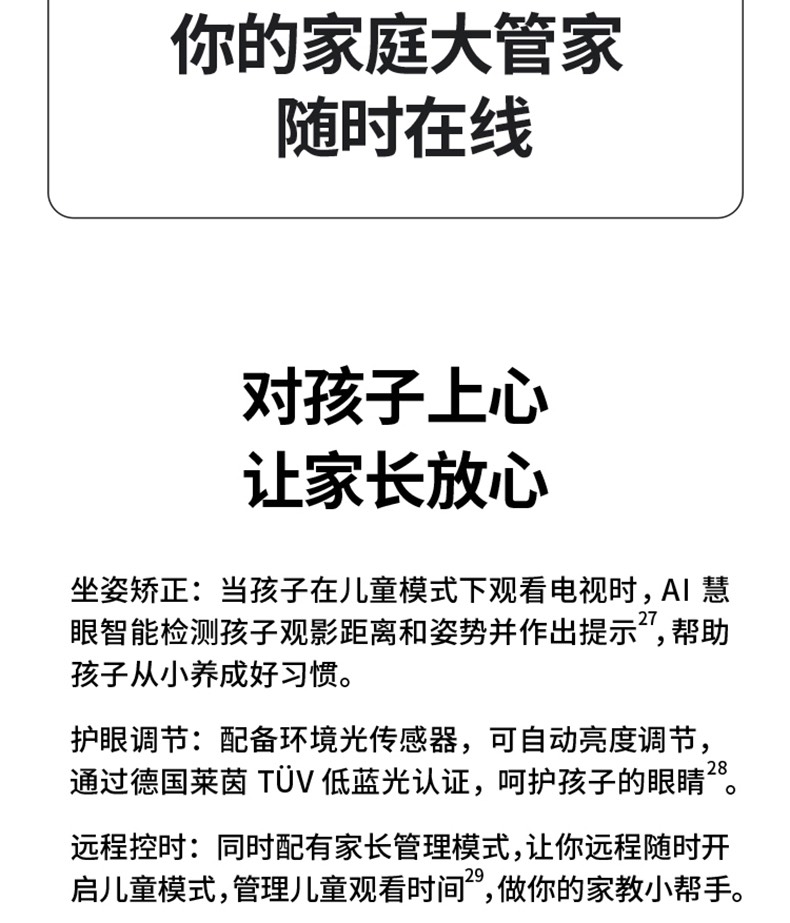 你的家庭大管家
随时在线
对孩子上心
让家长放心
坐姿矫正：当孩子在儿童模式下观看电视时，AI 慧
眼智能检测孩子观影距离和姿势并作出提示27，帮助
孩子从小养成好习惯。
护眼调节：配备环境光传感器，可自动亮度调节，
通过德国莱茵 TÜV 低蓝光认证，呵护孩子的眼睛28。
远程控时：同时配有家长管理模式，让你远程随时开
启儿童模式，管理儿童观看时间29，做你的家教小帮手。